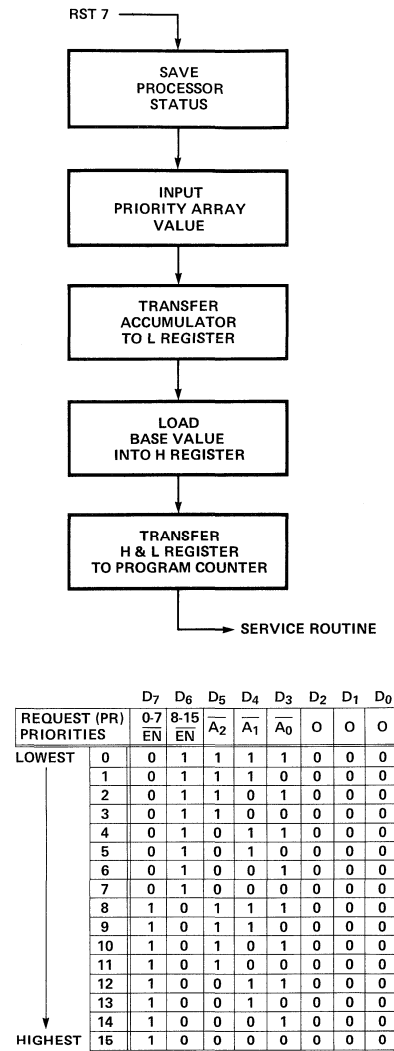 RST 7
SAVE
PROCESSOR
STATUS
INPUT
PRIORITY ARRAY
VALUE
TRANSFER
ACCUMULATOR
TO L REGISTER
LOAD
BASE VALUE
INTO H REGISTER
TRANSFER
H & L REGISTER
TO PROGRAM COUNTER
SERVICE ROUTINE
D7 D6 D5 D4 D3 D2 D1 D0
REQUEST (PR) PRIORITIES 0-7 EN 8-15 EN A2 A1 A0 O O O
LOWEST 0 0 1 1 1 1 0 0 0
1 0 1 1 1 0 0 0 0
2 0 1 1 0 1 0 0 0
3 0 1 1 0 0 0 0 0
4 0 1 0 1 1 0 0 0
5 0 1 0 1 0 0 0 0
6 0 1 0 0 1 0 0 0
7 0 1 0 0 0 0 0 0
8 1 0 1 1 1 0 0 0
9 1 0 1 1 0 0 0 0
10 1 0 1 0 1 0 0 0
11 1 0 1 0 0 0 0 0
12 1 0 0 1 1 0 0 0
13 1 0 0 1 0 0 0 0
14 1 0 0 0 1 0 0 0
HIGHEST 15 1 0 0 0 0 0 0 0